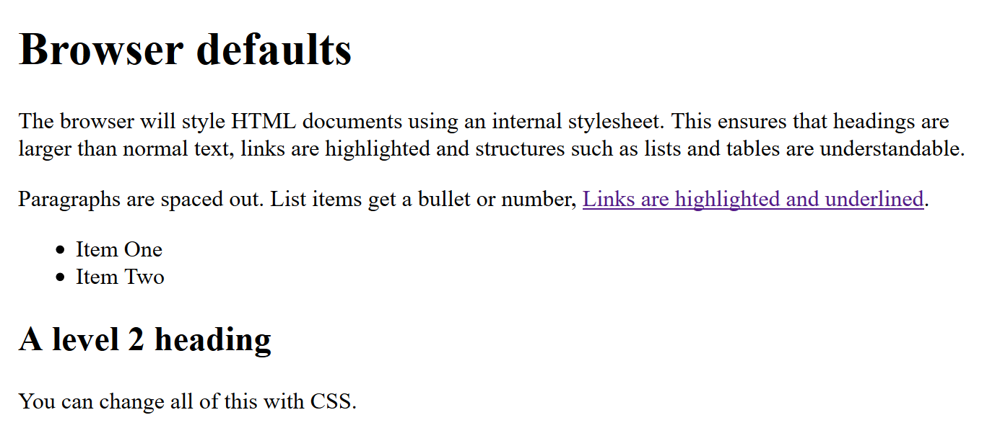 Browser defaults
The browser will style HTML documents using an internal stylesheet. This ensures that headings are
larger than normal text, links are highlighted and structures such as lists and tables are understandable.
Paragraphs are spaced out. List items get a bullet or number, Links are highlighted and underlined.
• Item One
• Item Two
A level 2 heading
You can change all of this with CSS.